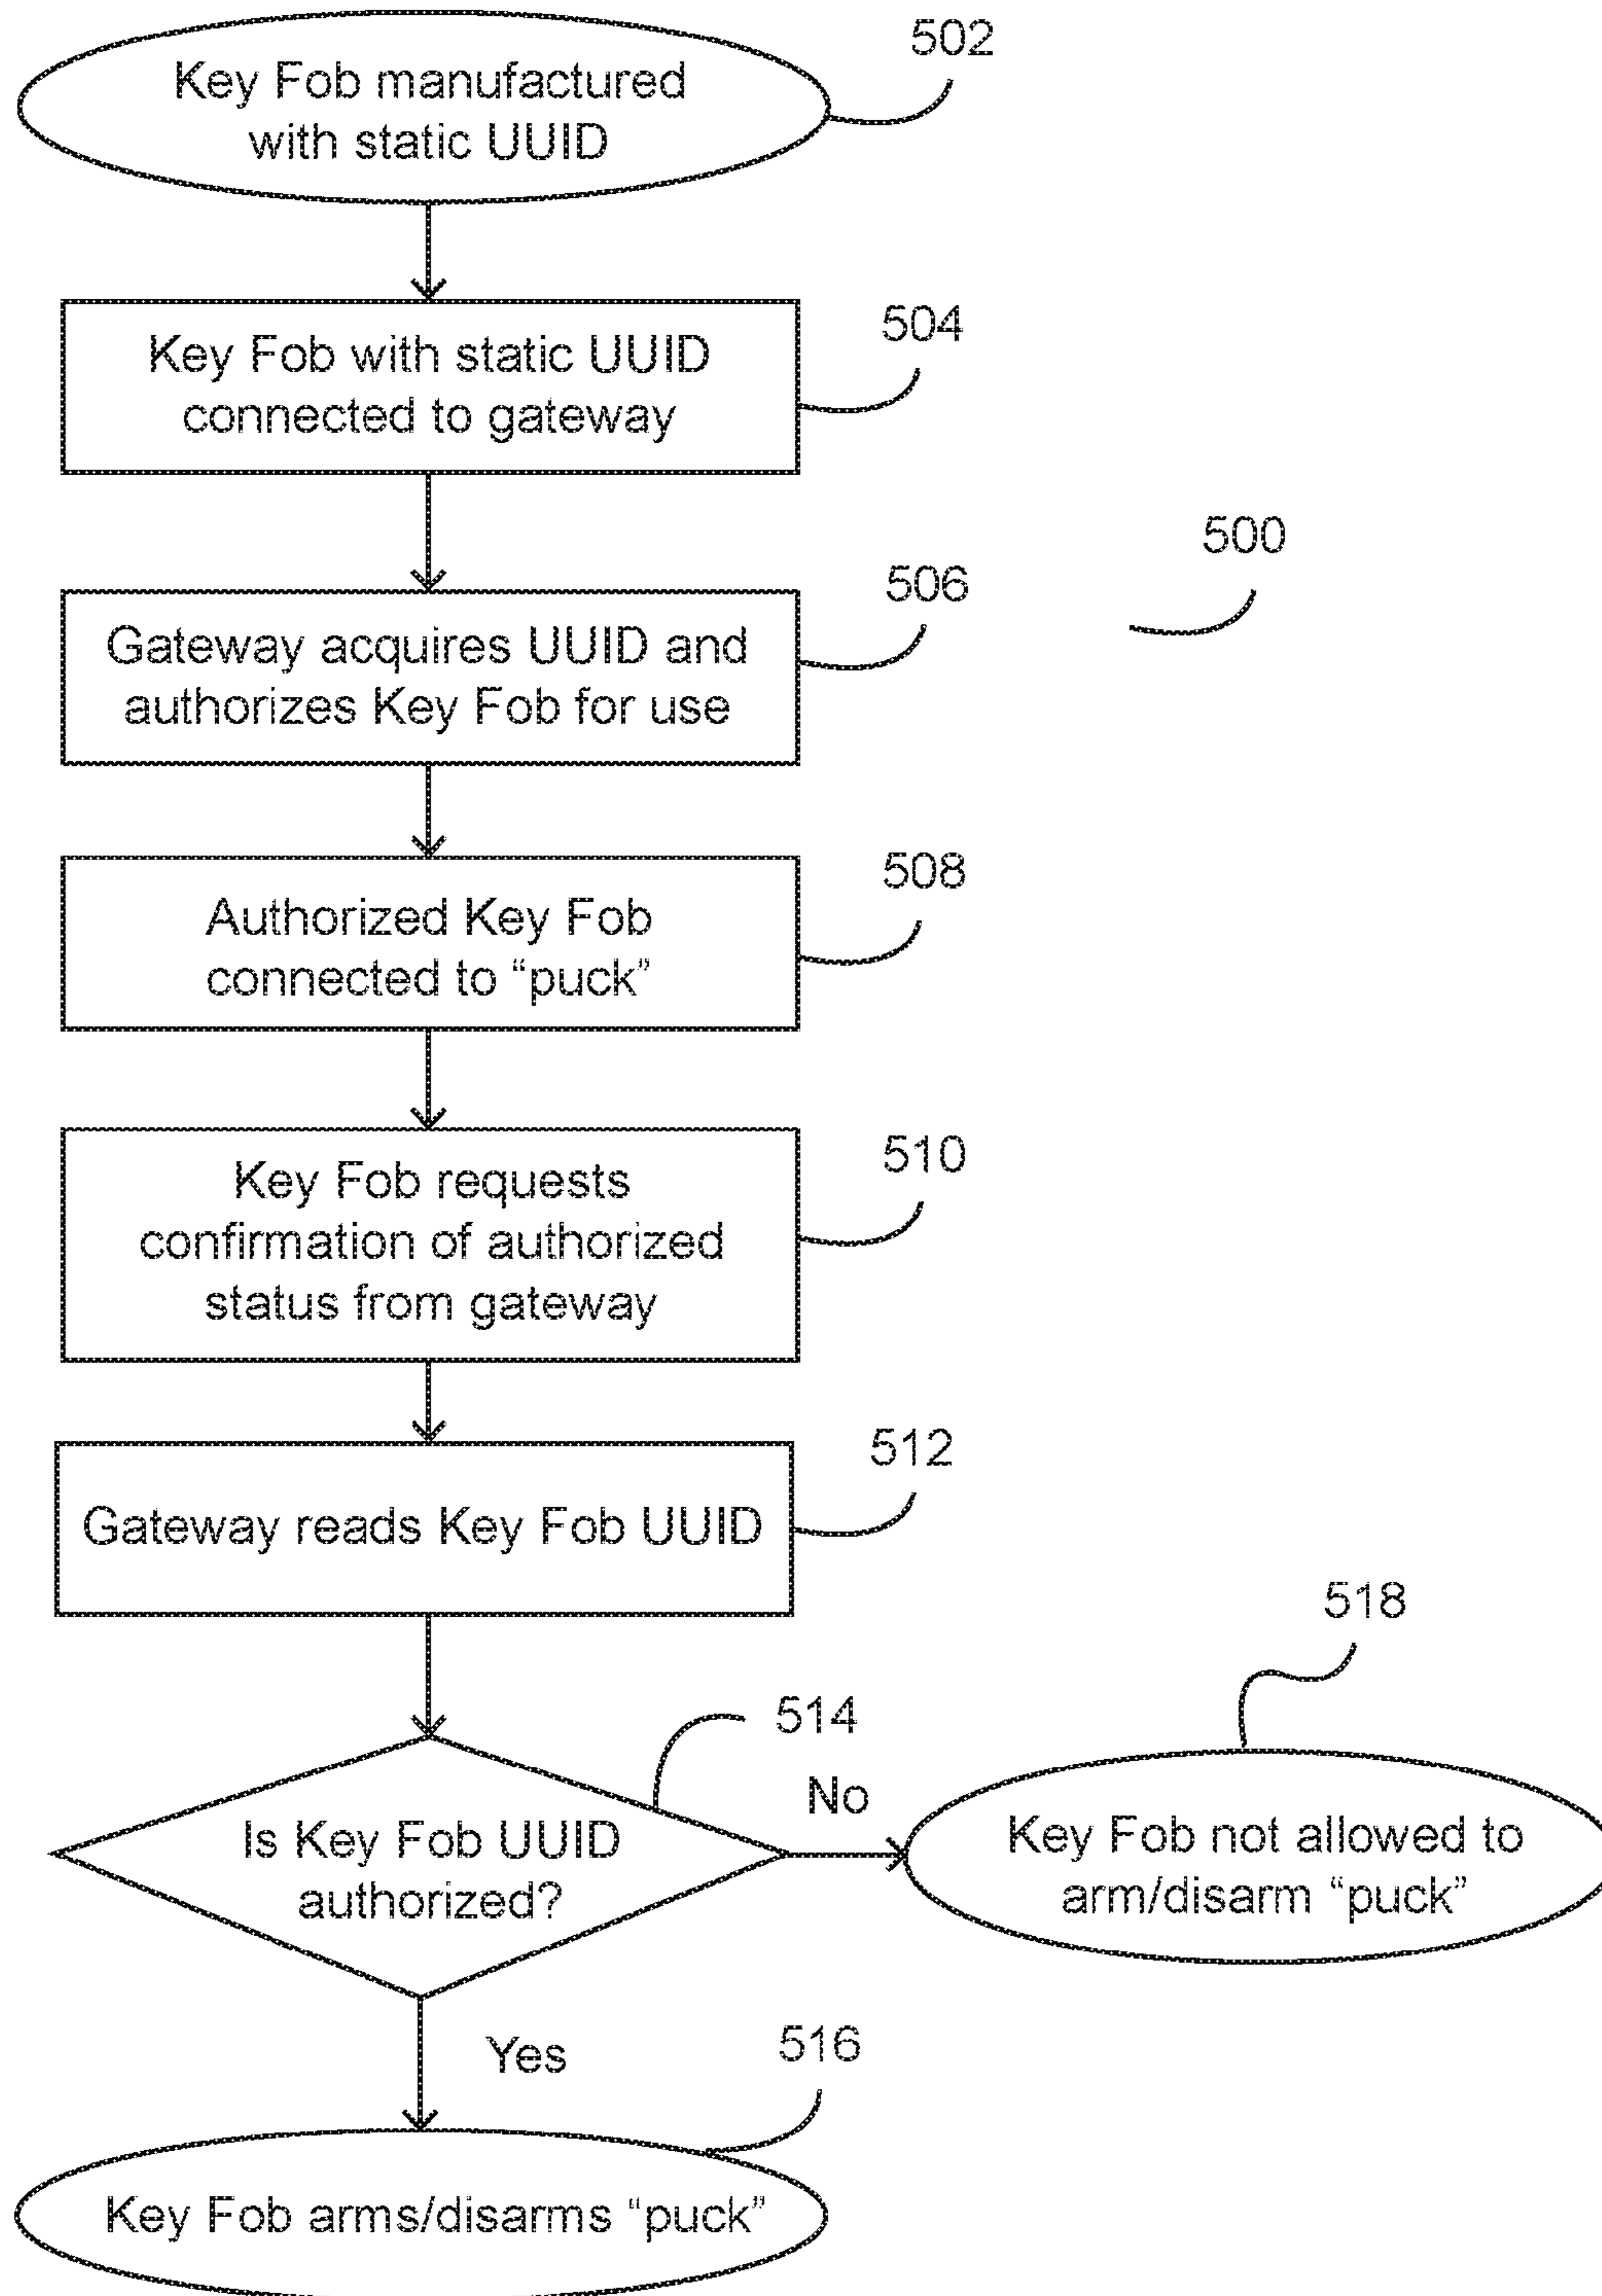 502
Key Fob manufactured
with static UUID
504
Key Fob with static UUID
connected to gateway
500
506
Gateway acquires UUID and
authorizes Key Fob for use
508
Authorized Key Fob
connected to “puck”
510
Key Fob requests
confirmation of authorized
status from gateway
512
Gateway reads Key Fob UUID
518
514
No
Is Key Fob UUID
authorized?
Key Fob not allowed to
arm/disarm “puck”
Yes
516
Key Fob arms/disarms “puck”